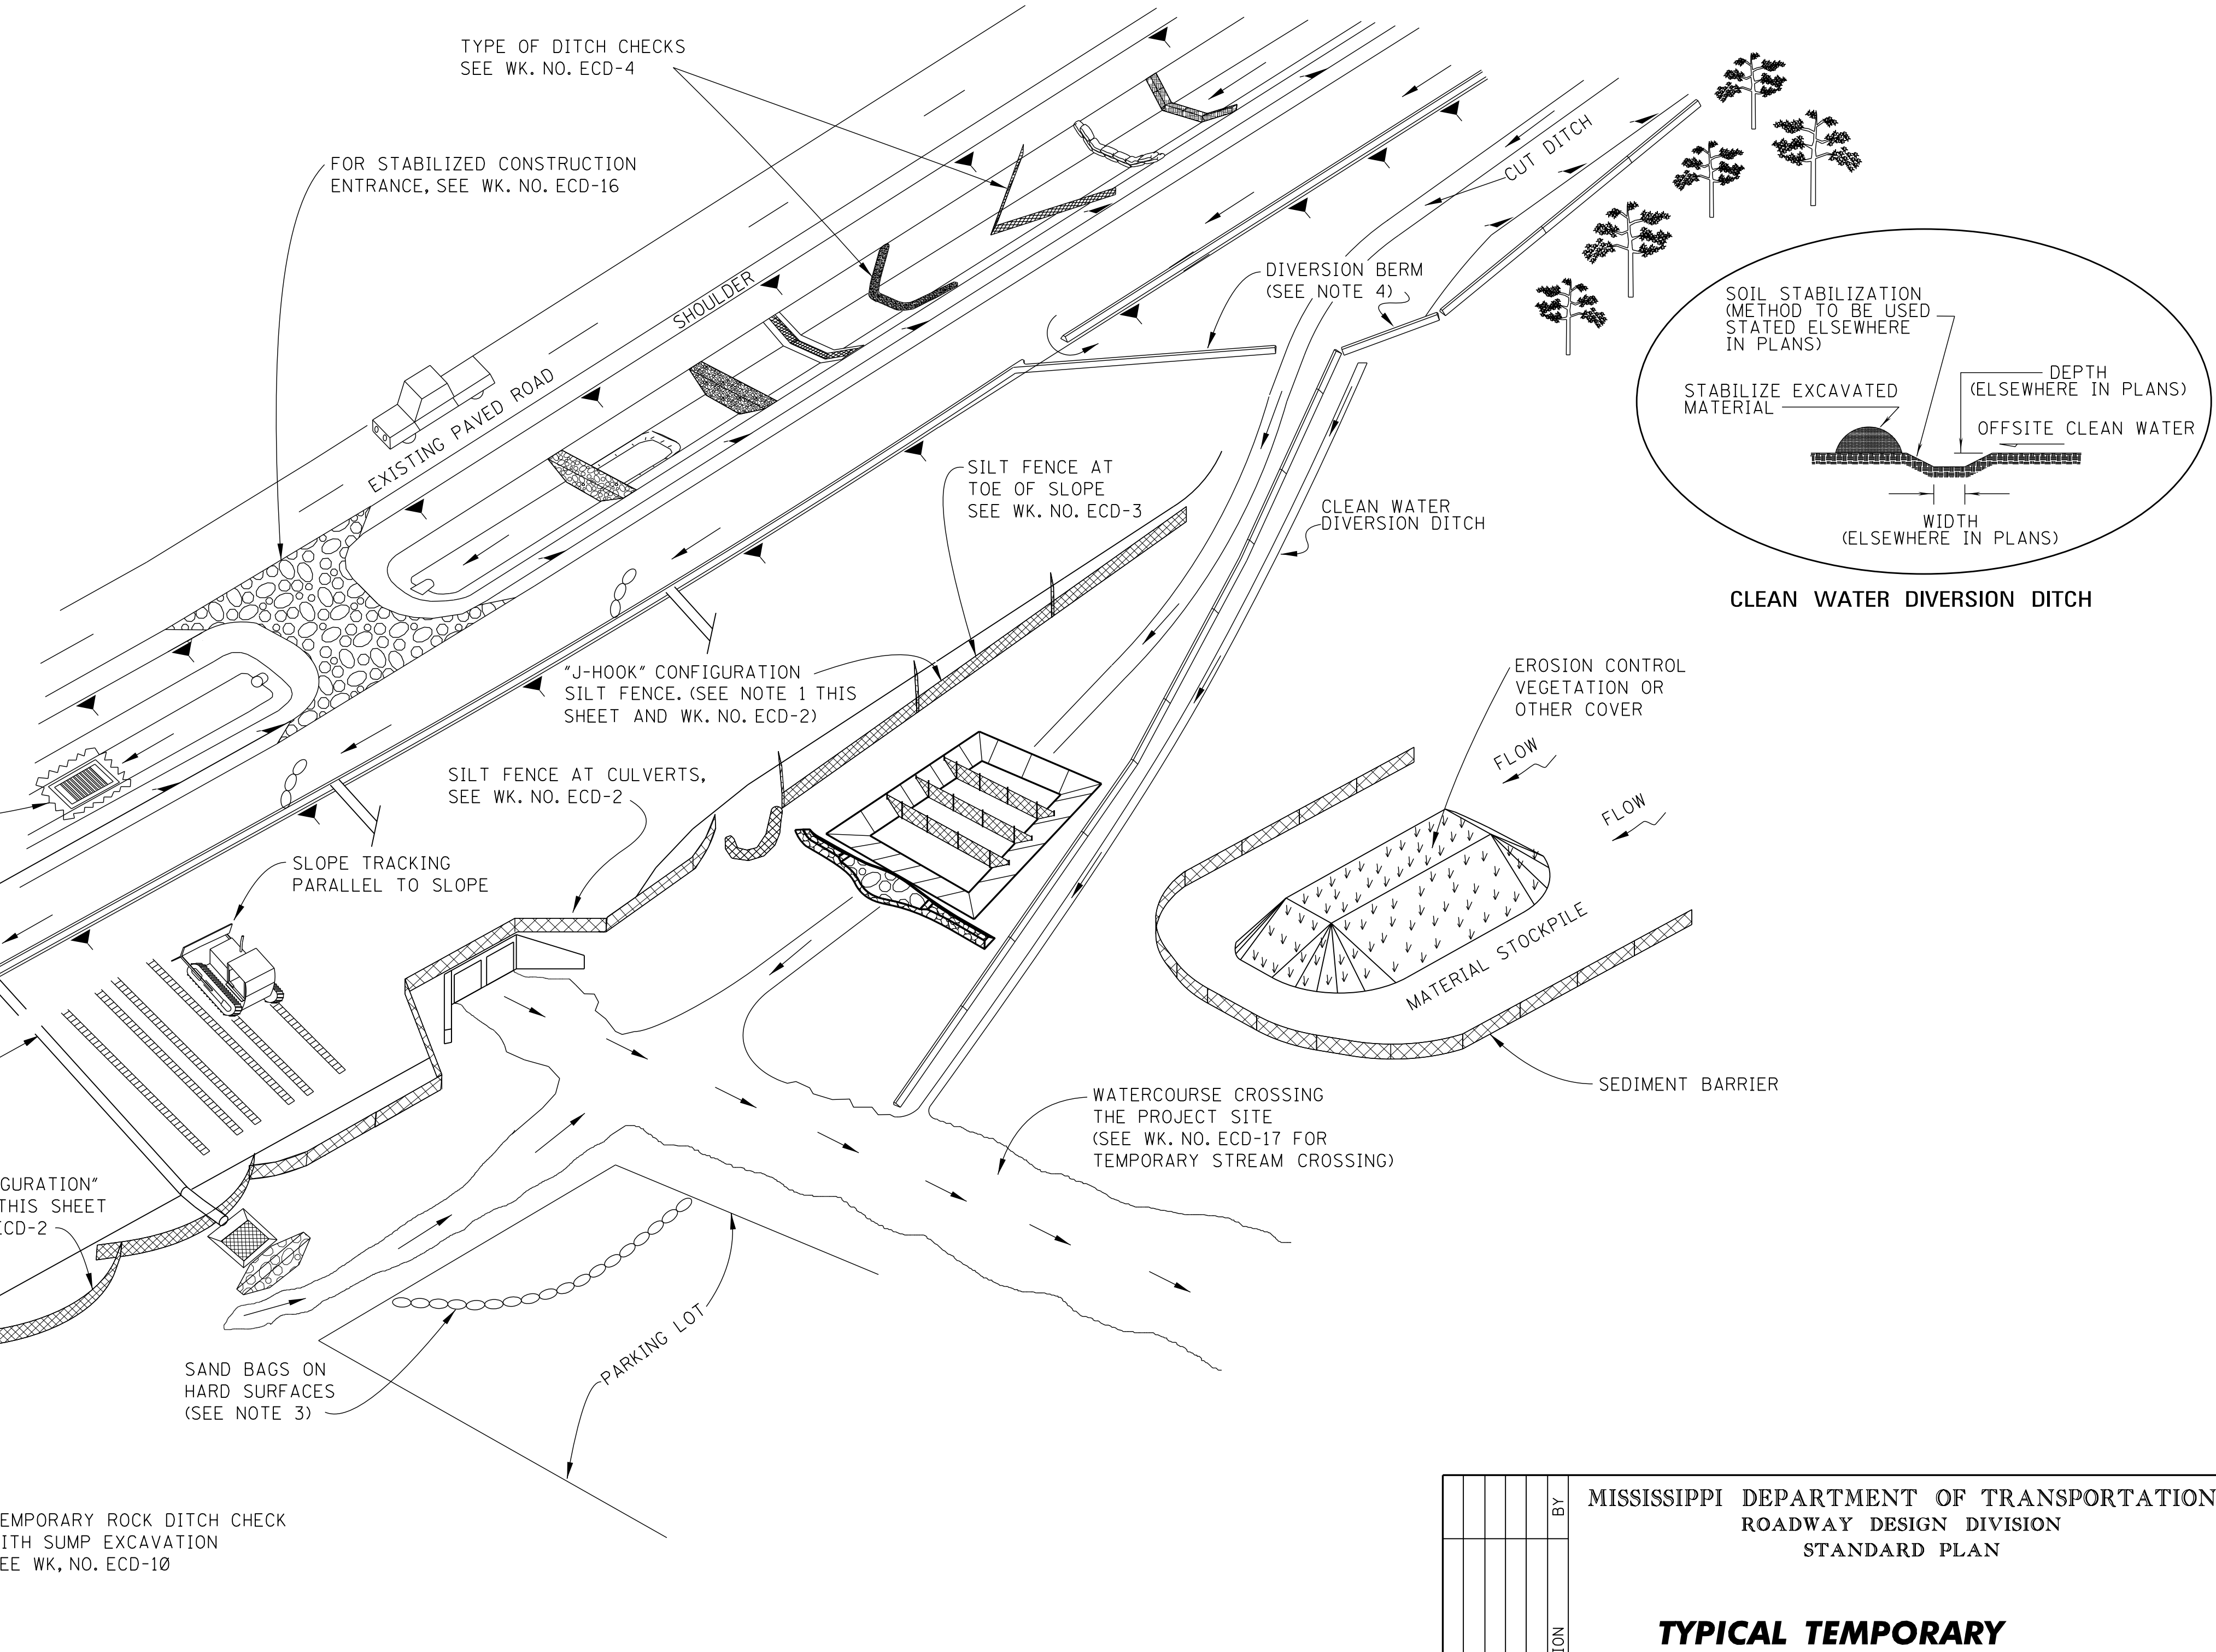 TYPE OF DITCH CHECKS
SEE WK. NO. ECD-4
FOR STABILIZED CONSTRUCTION
ENTRANCE, SEE WK. NO. ECD-16
CUT DITCH
SHOULDER
EXISTING PAVED ROAD
DIVERSION BERM
(SEE NOTE 4)
SOIL STABILIZATION
(METHOD TO BE USED
STATED ELSEWHERE
IN PLANS)
STABILIZE EXCAVATED
MATERIAL
DEPTH
(ELSEWHERE IN PLANS)
OFFSITE CLEAN WATER
WIDTH
(ELSEWHERE IN PLANS)
CLEAN WATER DIVERSION DITCH
SILT FENCE AT
TOE OF SLOPE
SEE WK. NO. ECD-3
CLEAN WATER
DIVERSION DITCH
"J-HOOK" CONFIGURATION
SILT FENCE. (SEE NOTE 1 THIS
SHEET AND WK. NO. ECD-2)
EROSION CONTROL
VEGETATION OR
OTHER COVER
FLOW
FLOW
SILT FENCE AT CULVERTS,
SEE WK. NO. ECD-2
SLOPE TRACKING
PARALLEL TO SLOPE
MATERIAL STOCKPILE
SEDIMENT BARRIER
WATERCOURSE CROSSING
THE PROJECT SITE
(SEE WK. NO. ECD-17 FOR
TEMPORARY STREAM CROSSING)
GURATION"
THIS SHEET
ECD-2
PARKING LOT
SAND BAGS ON
HARD SURFACES
(SEE NOTE 3)
EMPORARY ROCK DITCH CHECK
ITH SUMP EXCAVATION
EE WK, NO. ECD-10
BY
ION
MISSISSIPPI DEPARTMENT OF TRANSPORTATION
ROADWAY DESIGN DIVISION
STANDARD PLAN
TYPICAL TEMPORARY